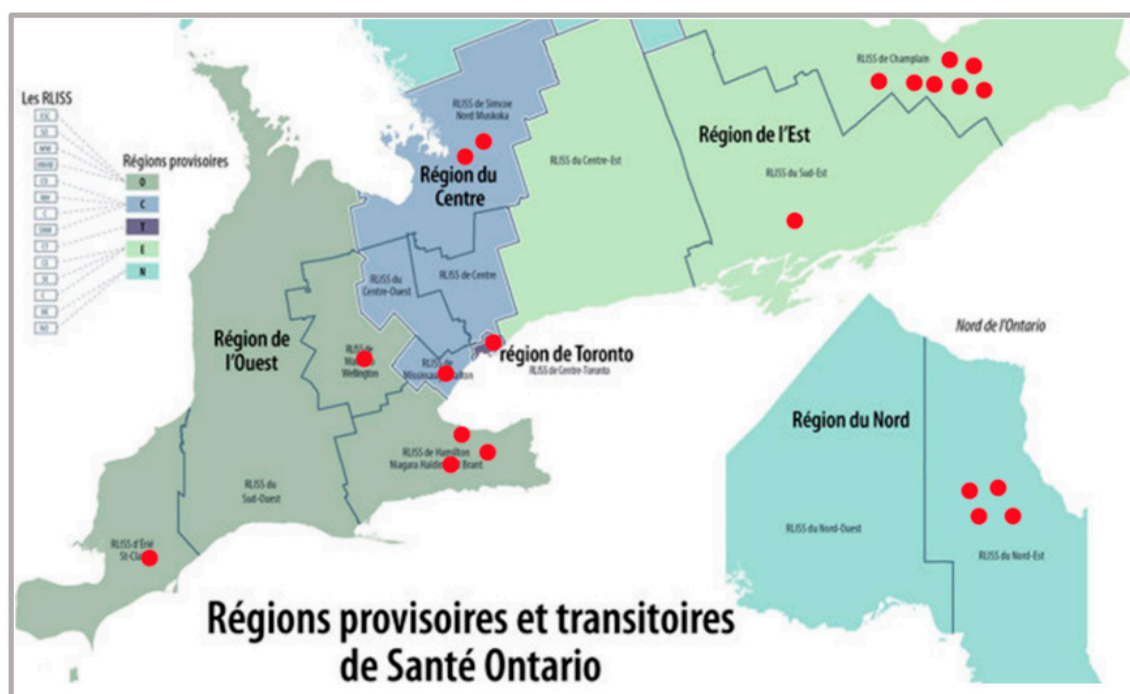 Les RLISS
Régions provisoires
O
C
T
E
N
RLISS de Champlain
RLISS de Simcoe
Nord Muskoka
Région du
Centre
RLISS du Centre-Est
Région de l'Est
RLISS du Sud-Est
RLISS du
Centre-Ouest
RLISS de Centre
Région de
l'Ouest
RLISS de
Wellington
RLISS de
région de Toronto
RLISS de Centre-Toronto
Nord de l'Ontario
Région du Nord
RLISS de Hamilton
Niagara Brant
RLISS du
Sud-Ouest
RLISS d'Érié
RLISS du Nord-Ouest
RLISS du Nord-Est
Régions provisoires et transitoires
de Santé Ontario